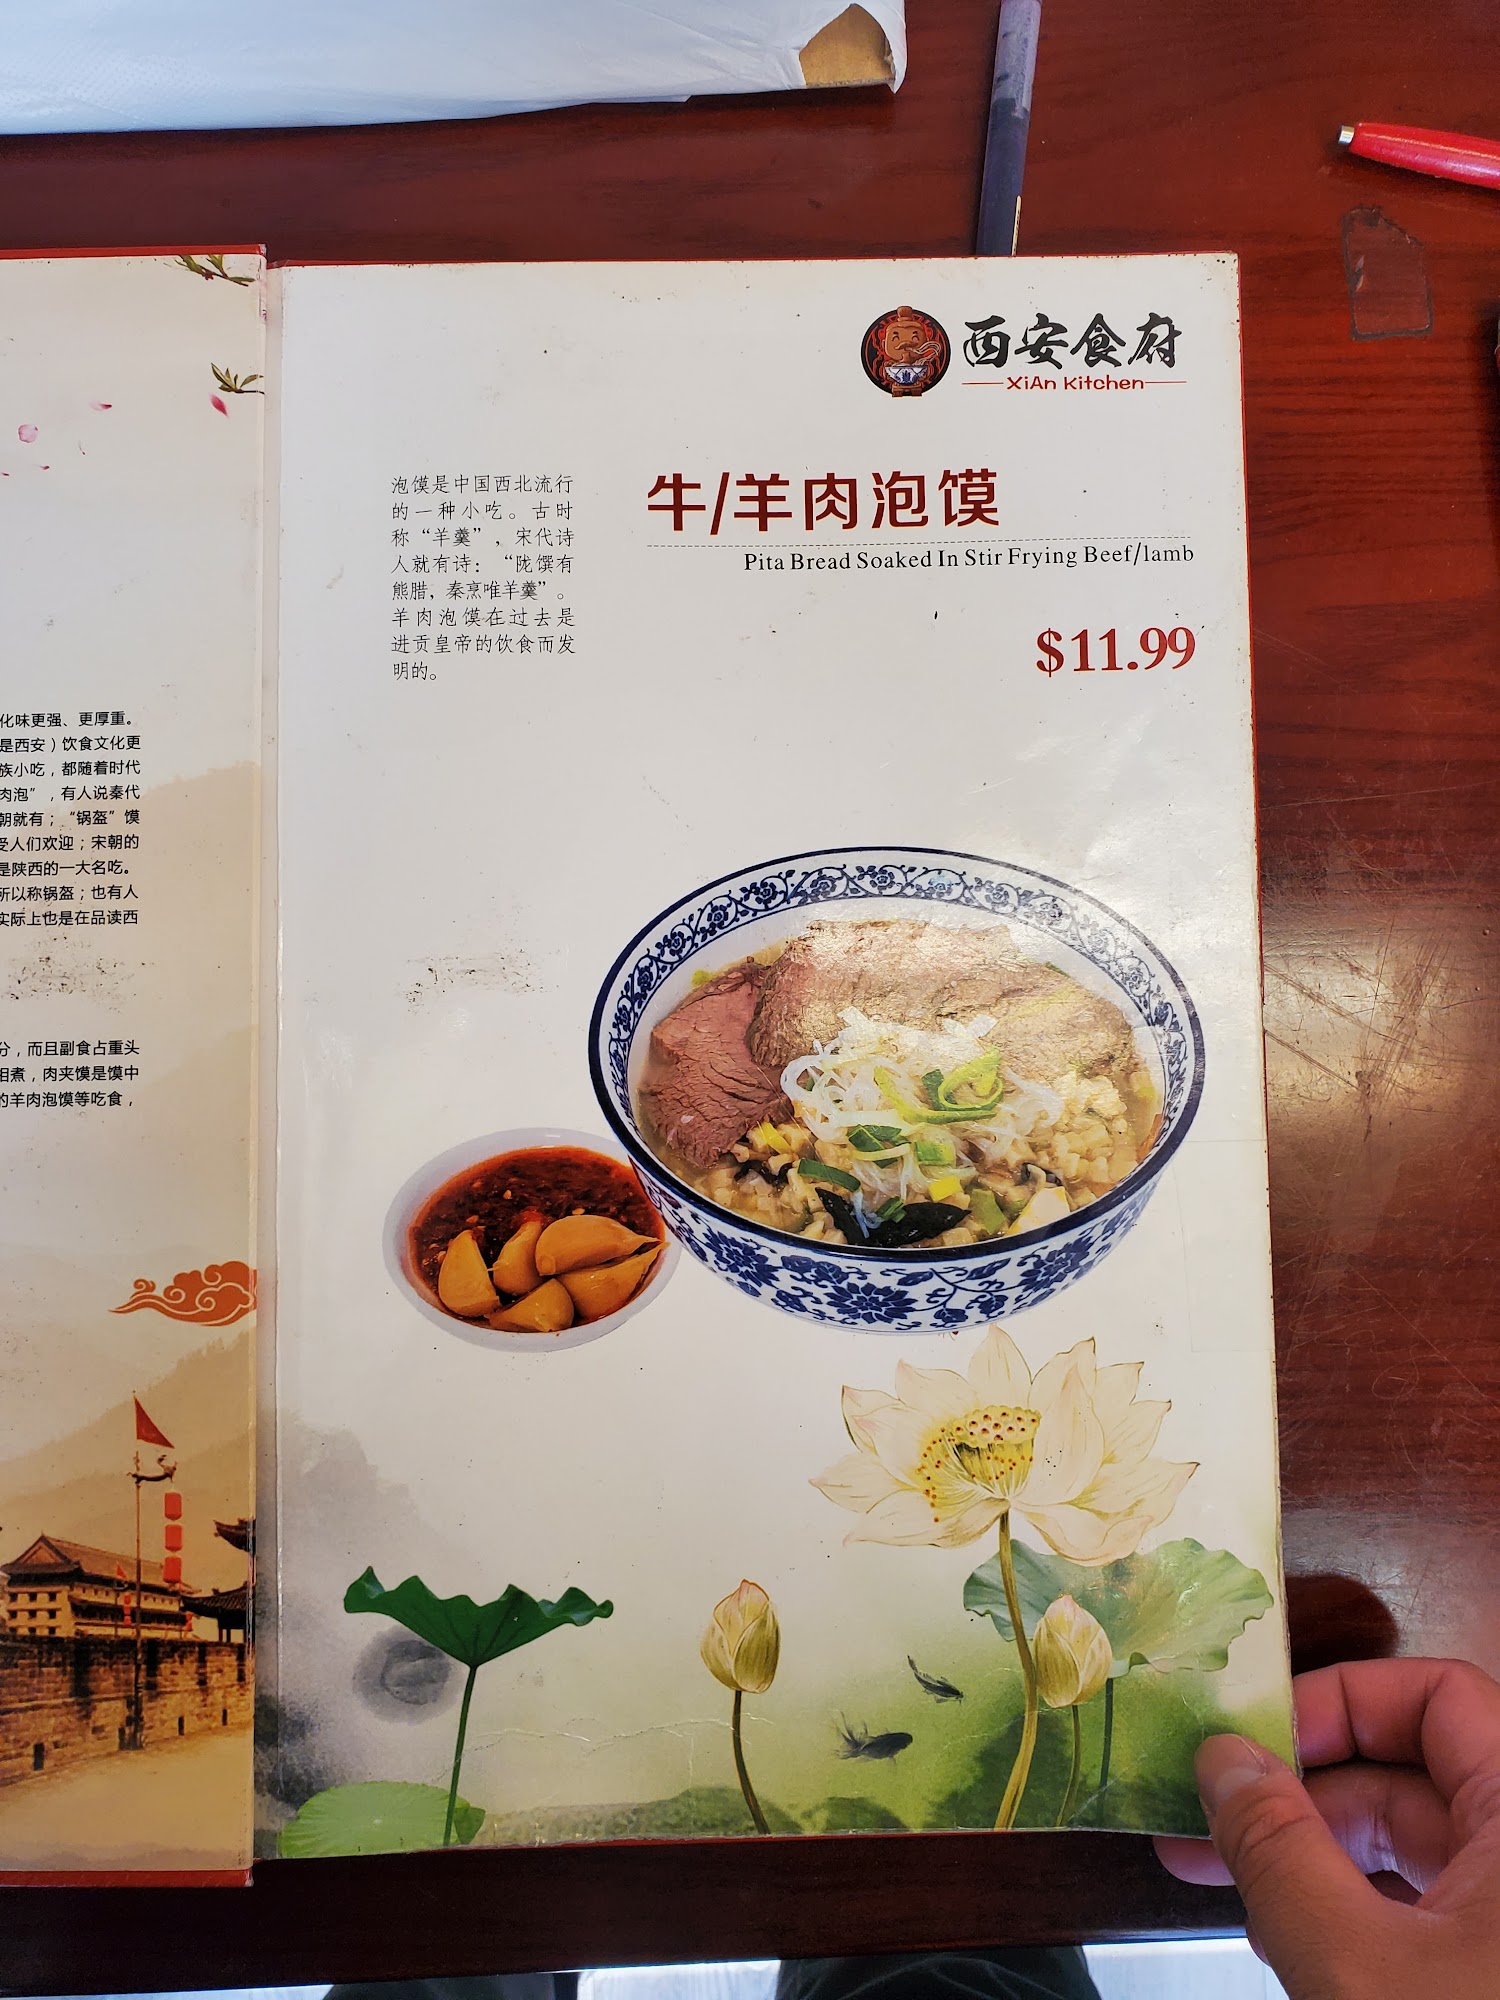 化味更强、更厚重。
是西安）饮食文化更
族小吃，都随着时代
肉泡”，有人说秦代
朝就有；“锅盔”馍
受人们欢迎；宋朝的
是陕西的一大名吃。
所以称锅盔；也有人
实际上也是在品读西
分，而且副食占重头
相煮，肉夹馍是馍中
的羊肉泡馍等吃食，
西安食府
XiAn Kitchen
泡馍是中国西北流行
的一种小吃。古时
称“羊羹”，宋代诗
人就有诗：“陇馔有
熊腊，秦烹唯羊羹”。
羊肉泡馍在过去是
进贡皇帝的饮食而发
明的。
牛/羊肉泡馍
Pita Bread Soaked In Stir Frying Beef/lamb
$11.99